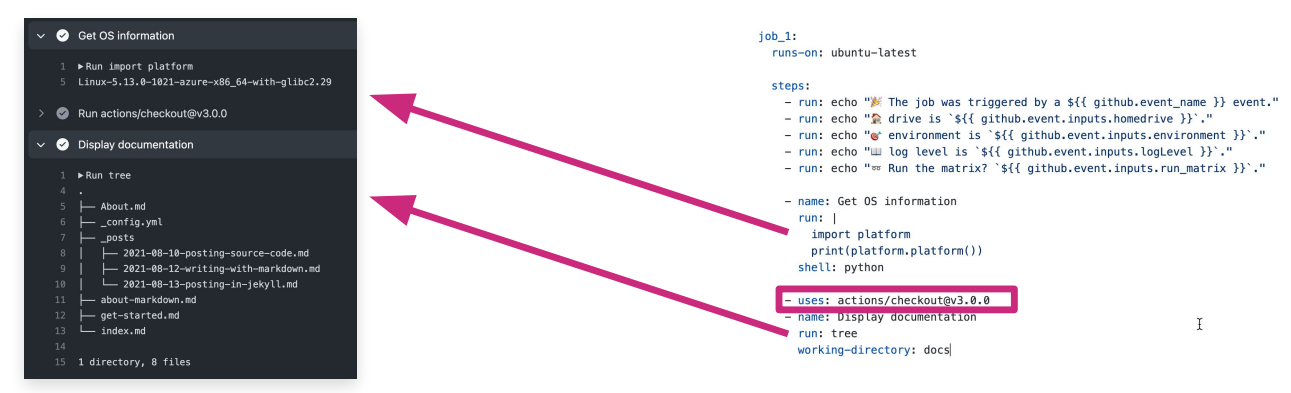 Get OS information
1 ▶Run import platform
5 Linux-5.13.0-1021-azure-x86_64-with-glibc2.29
Run actions/checkout@v3.0.0
Display documentation
1 ▶Run tree
4 .
5 ├── About.md
6 ├── _config.yml
7 ├── _posts
8 │   ├── 2021-08-10-posting-source-code.md
9 │   ├── 2021-08-12-writing-with-markdown.md
10 │   └── 2021-08-13-posting-in-jekyll.md
11 ├── about-markdown.md
12 ├── get-started.md
13 └── index.md
14
15 1 directory, 8 files
job_1:
runs-on: ubuntu-latest
steps:
- run: echo "🎉 The job was triggered by a ${{ github.event_name }} event."
- run: echo "🏠 drive is `${{ github.event.inputs.homedrive }}`."
- run: echo "🎯 environment is `${{ github.event.inputs.environment }}`."
- run: echo "📖 log level is `${{ github.event.inputs.logLevel }}`."
- run: echo "➿ Run the matrix? `${{ github.event.inputs.run_matrix }}`."
- name: Get OS information
run: |
import platform
print(platform.platform())
shell: python
- uses: actions/checkout@v3.0.0
- name: Display documentation
run: tree
working-directory: docs